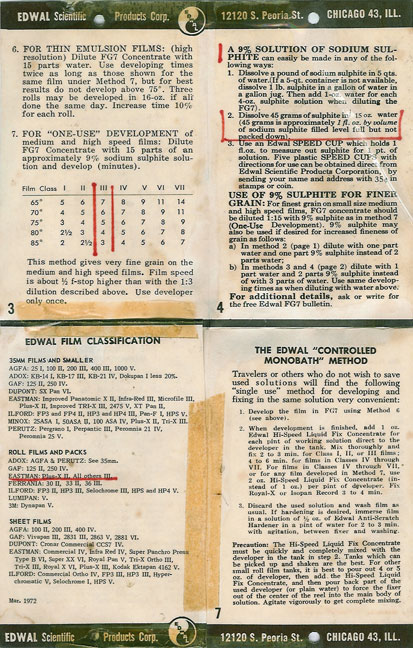 EDWAL Scientific Products Corp. 12120 S. Peoria St. CHICAGO 43, ILL.
6. FOR THIN EMULSION FILMS: (high
resolution) Dilute FG7 Concentrate with
15 parts water. Use developing times
twice as long as those shown for the
same film under Method 7, but for best
results do not develop above 75°. Three
rolls may be developed in 16-oz. if all
done the same day. Increase time 10%
for each roll.
7. FOR "ONE-USE" DEVELOPMENT of
medium and high speed films: Dilute
FG7 Concentrate with 15 parts of an
approximately 9% sodium sulphite solu-
tion and develop (minutes).
Film Class I II III IV V VI VII
65° 5 6 7 8 9 11 14
70° 4 5 6 7 8 9 11
75° 3 4 5 6 7 8 9
80° 2½ 3 4 5 6 7 8
85° 2 2½ 3 5 6 7
This method gives very fine grain on the
medium and high speed films. Film speed
is about ½ f-stop higher than with the 1:3
dilution described above. Use developer
only once.
3
A 9% SOLUTION OF SODIUM SUL-
PHITE can easily be made in any of the fol-
lowing ways:
1. Dissolve a pound of sodium sulphite in 5 qts.
of water. (If a 5-qt. container is not available,
dissolve 1 lb. sulphite in a gallon of water in
a gallon jug. Then add 1-oz. water for each
4-oz. sulphite solution when diluting the
FG7).
2. Dissolve 45 grams of sulphite in 15 oz. water
(45 grams is approximately 1 fl. oz. by volume
of sodium sulphite filled level full but not
packed down).
3. Use an Edwal SPEED CUP which holds 1
fl.oz. to measure out sulphite for 1 pt. of
solution. Five plastic SPEED CUPS with
directions for use can be obtained direct from
Edwal Scientific Products Corporation, by
sending your name and address with 35¢ in
stamps or coin.
USE OF 9% SULPHITE FOR FINER
GRAIN: For finest grain on small size medium
and high speed films, FG7 concentrate should
be diluted 1:15 with 9% sulphite as in method 7
(One-Use Development). 9% sulphite may
also be used if desired for increased fineness of
grain as follows:
a) In method 2 (page 1) dilute with one part
water and one part 9% sulphite instead of 2
parts water;
b) In methods 3 and 4 (page 2) dilute with 1
part water and 2 parts 9% sulphite instead
of with 3 parts of water. Use same develop-
ing times as when diluting with water alone.
For additional details, ask or write for
the free Edwal FG7 bulletin.
4
EDWAL FILM CLASSIFICATION
35MM FILMS AND SMALLER
AGFA: 25 I, 100 II, 200 III, 400 III, 1000 V.
ADOX: KB-14 I, KB-17 III, KB-21 IV, Dokupan I less 20%.
GAF: 125 II, 250 IV.
DUPONT: SX Pan VI.
EASTMAN: Improved Panatomic X II, Infra-Red III, Microfile III,
Plus-X II, Improved TRI-X III, 2475 V, XT Pan II,
ILFORD: FP3 and FP4 II, HP3 and HP4 III, Pan-F I, HPS V.
MINOX: 25ASA I, 50ASA II, 100 ASA IV, Plus-X II, Tri-X III.
PERUTZ: Pergrano I, Perpantic III, Peromnia 21 IV,
Peromnia 25 V.
ROLL FILMS AND PACKS
ADOX: AGFA & PERUTZ: See 35mm.
GAF: 125 II, 250 IV.
EASTMAN: Plus-X II, All others III.
FERRANIA: 30 II, 33 II, 36 III.
ILFORD: FP3 II, HP3 III, Selochrome III, HPS and HP4 V.
LUMIPAN: V.
3M: Dynapan V.
SHEET FILMS
AGFA: 100 II, 200 III, 400 IV.
GAF: Vivapan III, 2831 III, 2863 V, 2881 VI.
DUPONT: Cronar Commercial CCS7 IV.
EASTMAN: Commercial IV, Infra Red IV, Super Panchro Press
Type B VI, Super XX VI, Royal Pan V, Tri-X Ortho III,
Tri-X III, Royal X VI, Plus-X III, Kodak Ektapan 4162 V.
ILFORD: Commercial Ortho IV, FP3 III, HP3 III, Hyper-
chromatic V, Selochrome I, HPS V.
Mar. 1972
THE EDWAL "CONTROLLED
MONOBATH" METHOD
Travelers or others who do not wish to save
used solutions will find the following
"single use" method for developing and
fixing in the same solution very convenient:
1. Develop the film in FG7 using Method 6
(see above).
2. When development is finished, add 1 oz.
Edwal Hi-Speed Liquid Fix Concentrate for
each pint of working solution direct to the
developer in the tank. Mix thoroughly and
fix 2 to 3 min. for Class I, II, or III films;
4 to 6 min. for films in Classes IV through
VII. For films in Classes IV through VII,
or for any film developed in Method 7, use
2 oz. Hi-Speed Liquid Fix Concentrate (in-
stead of 1 oz.) per pint of developer. Fix
Royal-X or Isopan Record 3 to 4 min.
3. Discard the used solution and wash film as
usual. If hardening is desired, immerse film
in a solution of ½ oz. of Edwal Anti-Scratch
Hardener in a pint of water for 2 to 3 min.
with agitation, between fixer and washing.
Precaution: The Hi-Speed Liquid Fix Concentrate
must be quickly and completely mixed with the
developer in the tank in step 2. Tanks which can
be picked up and shaken are the best. For other
small roll film tanks, it is best to pour out 4 or 5
oz. of developer, then add the Hi-Speed Liquid
Fix Concentrate, and then pour back part of the
used developer (or plain water) to force the fixer
out of the center of the reel into the main body of
solution. Agitate vigorously to get complete mixing.
7
EDWAL Scientific Products Corp. 12120 S. Peoria St. CHICAGO 43, ILL.